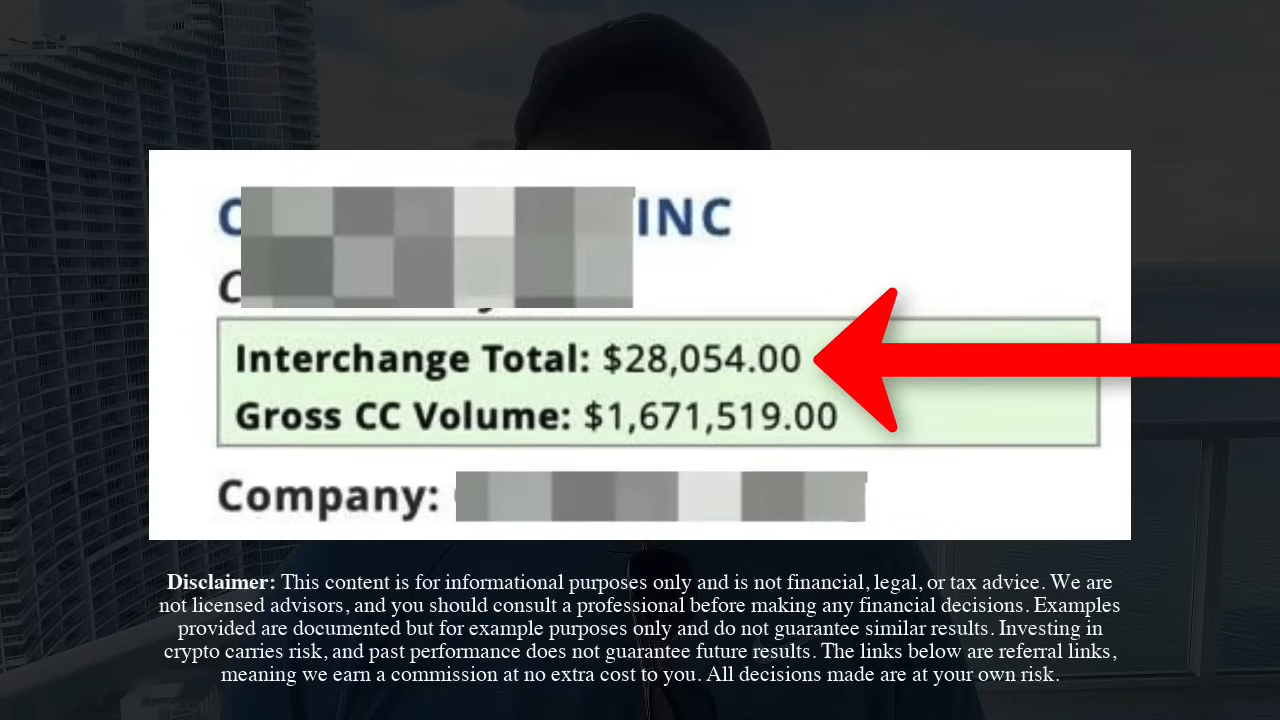 INC
Interchange Total: $28,054.00
Gross CC Volume: $1,671,519.00
Company:
Disclaimer: This content is for informational purposes only and is not financial, legal, or tax advice. We are
not licensed advisors, and you should consult a professional before making any financial decisions. Examples
provided are documented but for example purposes only and do not guarantee similar results. Investing in
crypto carries risk, and past performance does not guarantee future results. The links below are referral links,
meaning we earn a commission at no extra cost to you. All decisions made are at your own risk.